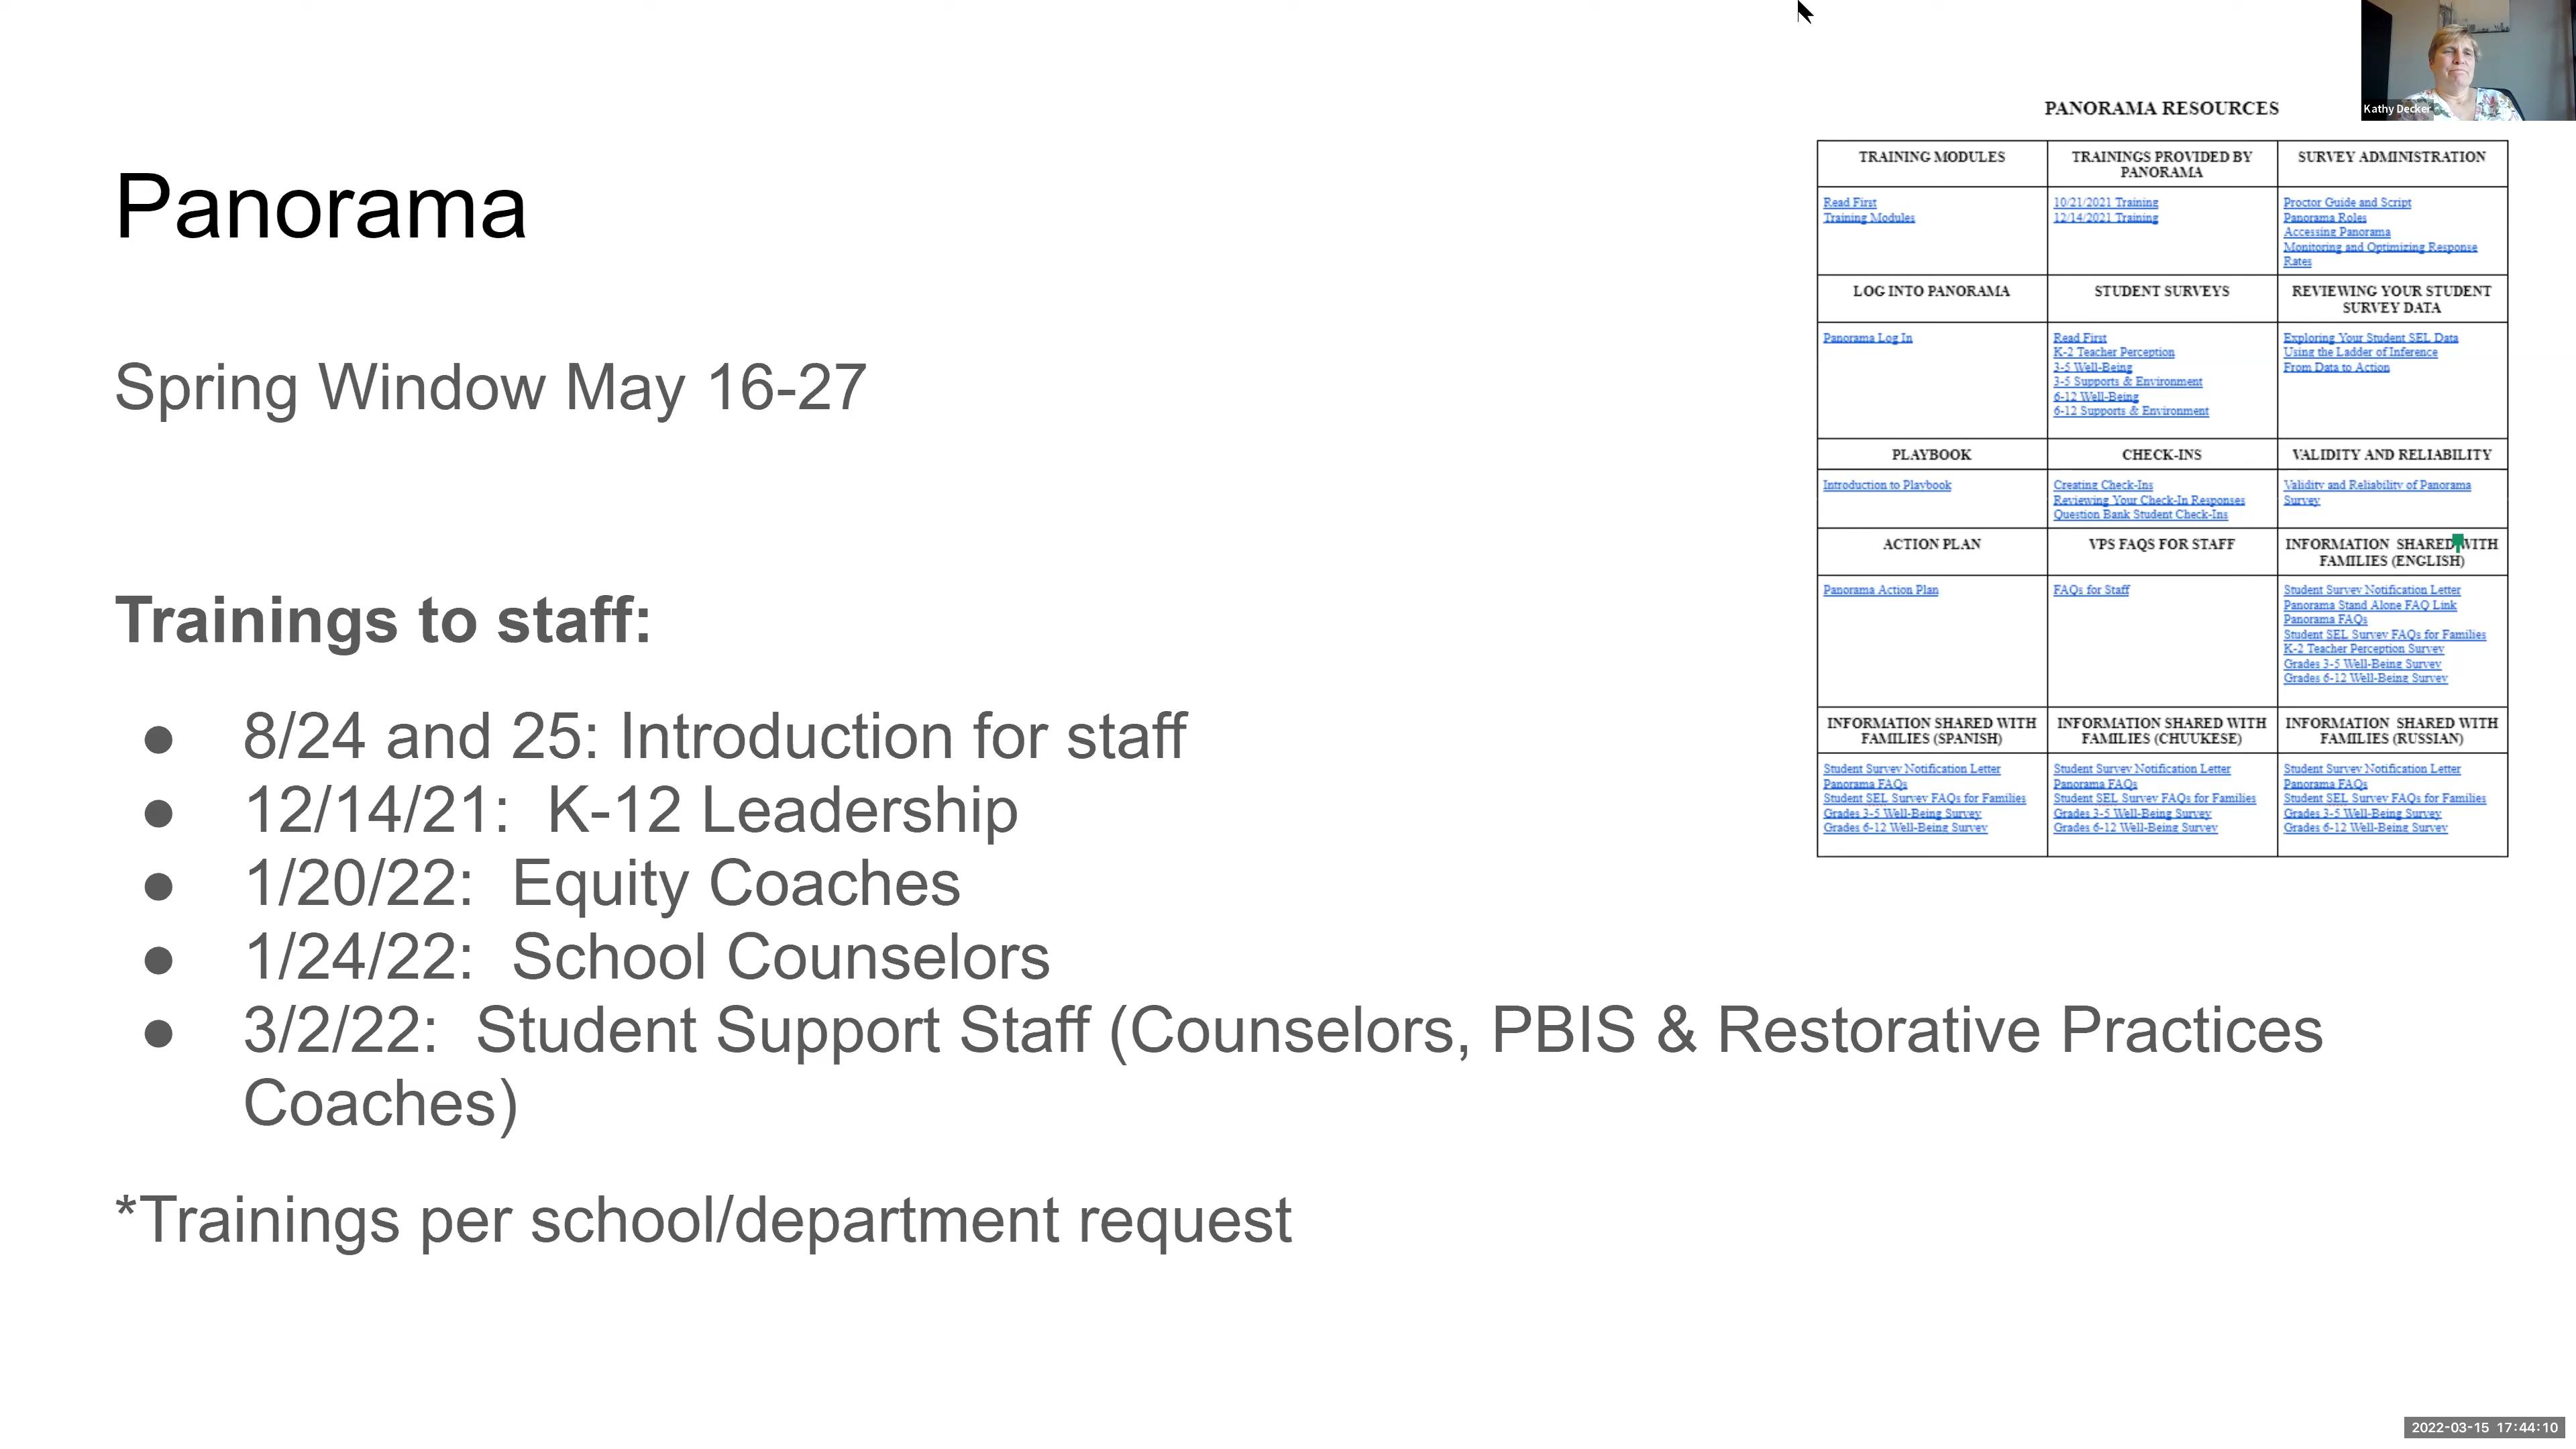 Kathy Decker
Panorama
Spring Window May 16-27
Trainings to staff:
● 8/24 and 25: Introduction for staff
● 12/14/21: K-12 Leadership
● 1/20/22: Equity Coaches
● 1/24/22: School Counselors
● 3/2/22: Student Support Staff (Counselors, PBIS & Restorative Practices
Coaches)
*Trainings per school/department request
PANORAMA RESOURCES
TRAINING MODULES
Read First
Training Modules
TRAININGS PROVIDED BY
PANORAMA
10/21/2021 Training
12/14/2021 Training
SURVEY ADMINISTRATION
Proctor Guide and Script
Panorama Roles
Accessing Panorama
Monitoring and Optimizing Response
Rates
LOG INTO PANORAMA
Panorama Log In
STUDENT SURVEYS
Read First
K-2 Teacher Perception
3-5 Well-Being
3-5 Supports & Environment
6-12 Well-Being
6-12 Supports & Environment
REVIEWING YOUR STUDENT
SURVEY DATA
Exploring Your Student SEL Data
Using the Ladder of Inference
From Data to Action
PLAYBOOK
Introduction to Playbook
CHECK-INS
Creating Check-Ins
Reviewing Your Check-In Responses
Question Bank Student Check-Ins
VALIDITY AND RELIABILITY
Validity and Reliability of Panorama
Survey
ACTION PLAN
Panorama Action Plan
VPS FAQS FOR STAFF
FAQs for Staff
INFORMATION SHARED WITH
FAMILIES (ENGLISH)
Student Survey Notification Letter
Panorama Stand Alone FAQ Link
Panorama FAQs
Student SEL Survey FAQs for Families
K-2 Teacher Perception Survey
Grades 3-5 Well-Being Survey
Grades 6-12 Well-Being Survey
INFORMATION SHARED WITH
FAMILIES (SPANISH)
Student Survey Notification Letter
Panorama FAQs
Student SEL Survey FAQs for Families
Grades 3-5 Well-Being Survey
Grades 6-12 Well-Being Survey
INFORMATION SHARED WITH
FAMILIES (CHUUKESE)
Student Survey Notification Letter
Panorama FAQs
Student SEL Survey FAQs for Families
Grades 3-5 Well-Being Survey
Grades 6-12 Well-Being Survey
INFORMATION SHARED WITH
FAMILIES (RUSSIAN)
Student Survey Notification Letter
Panorama FAQs
Student SEL Survey FAQs for Families
Grades 3-5 Well-Being Survey
Grades 6-12 Well-Being Survey
2022-03-15 17:44:10